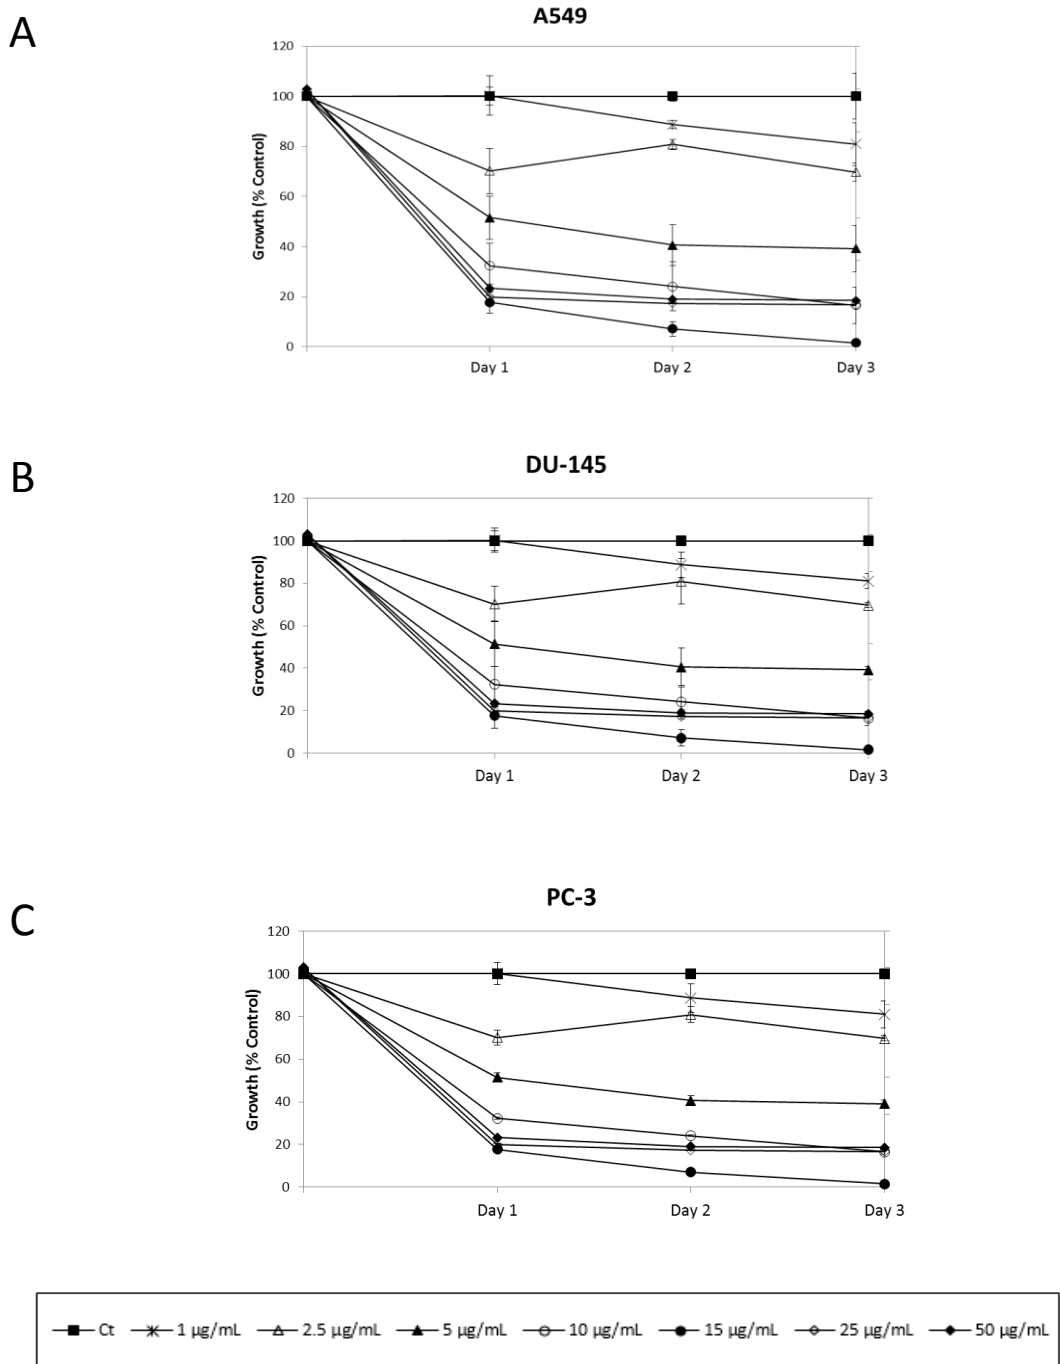 A
A549
Growth (% Control)
120
100
80
60
40
20
0
Day 1 Day 2 Day 3
B
DU-145
Growth (% Control)
120
100
80
60
40
20
0
Day 1 Day 2 Day 3
C
PC-3
Growth (% Control)
120
100
80
60
40
20
0
Day 1 Day 2 Day 3
Ct 1 µg/mL 2.5 µg/mL 5 µg/mL 10 µg/mL 15 µg/mL 25 µg/mL 50 µg/mL